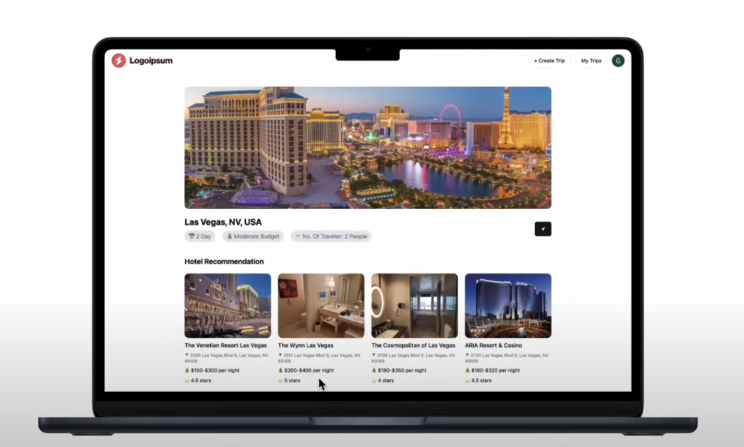 Logoipsum
+ Create Trip
My Trips
G
Las Vegas, NV, USA
2 Day
Moderate Budget
No. Of Traveler: 2 People
Hotel Recommendation
The Venetian Resort Las Vegas
The Wynn Las Vegas
The Cosmopolitan of Las Vegas
ARIA Resort & Casino
3355 Las Vegas Blvd S, Las Vegas, NV
89109
3131 Las Vegas Blvd S, Las Vegas, NV
89109
3708 Las Vegas Blvd S, Las Vegas, NV
89109
3730 Las Vegas Blvd S, Las Vegas, NV
89158
$150-$300 per night
$200-$400 per night
$180-$350 per night
$160-$320 per night
4.5 stars
5 stars
4 stars
4.5 stars